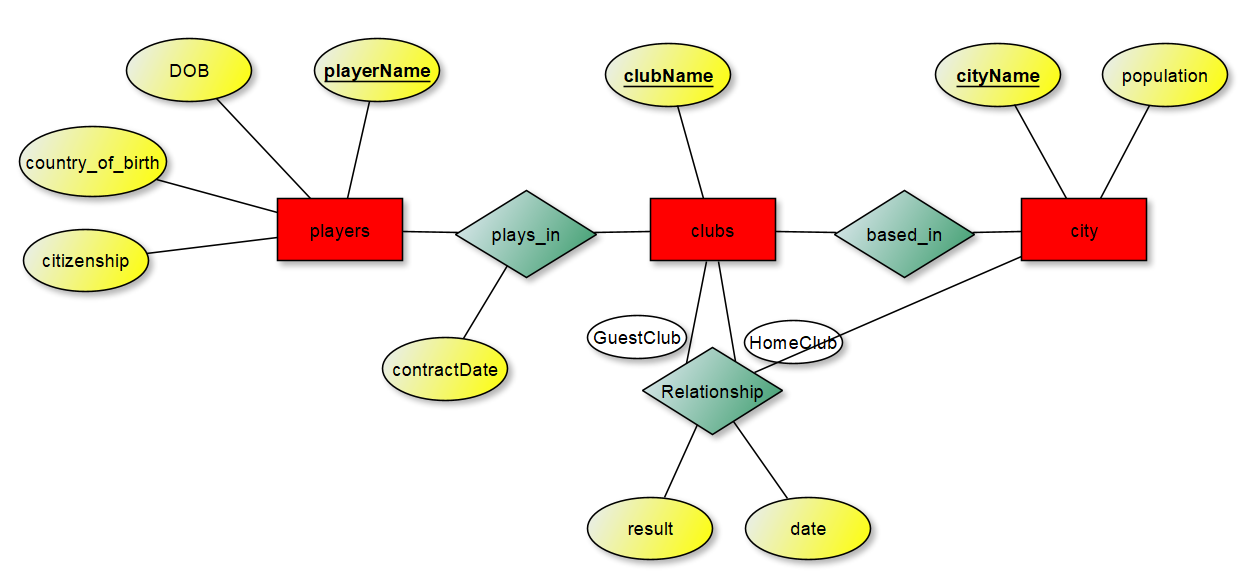 DOB
playerName
clubName
cityName
population
country_of_birth
players
plays_in
clubs
based_in
city
citizenship
GuestClub
HomeClub
contractDate
Relationship
result
date